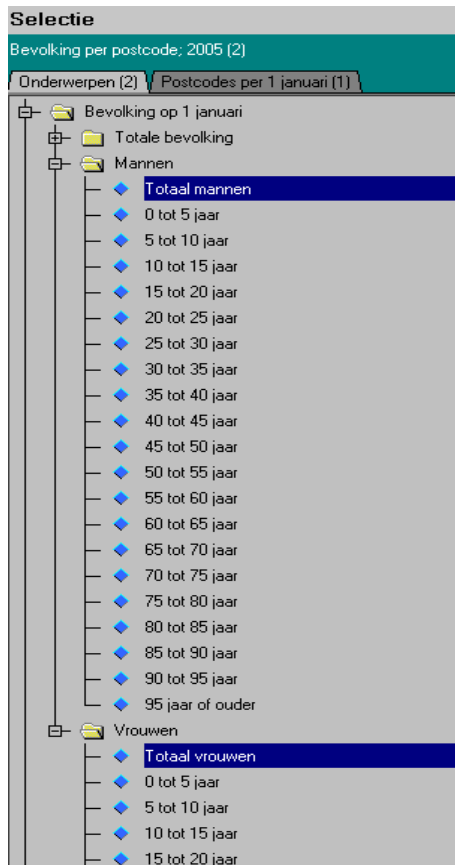 Selectie
Bevolking per postcode; 2005 (2)
Onderwerpen (2) Postcodes per 1 januari (1)
Bevolking op 1 januari
Totale bevolking
Mannen
Totaal mannen
0 tot 5 jaar
5 tot 10 jaar
10 tot 15 jaar
15 tot 20 jaar
20 tot 25 jaar
25 tot 30 jaar
30 tot 35 jaar
35 tot 40 jaar
40 tot 45 jaar
45 tot 50 jaar
50 tot 55 jaar
55 tot 60 jaar
60 tot 65 jaar
65 tot 70 jaar
70 tot 75 jaar
75 tot 80 jaar
80 tot 85 jaar
85 tot 90 jaar
90 tot 95 jaar
95 jaar of ouder
Vrouwen
Totaal vrouwen
0 tot 5 jaar
5 tot 10 jaar
10 tot 15 jaar
15 tot 20 jaar